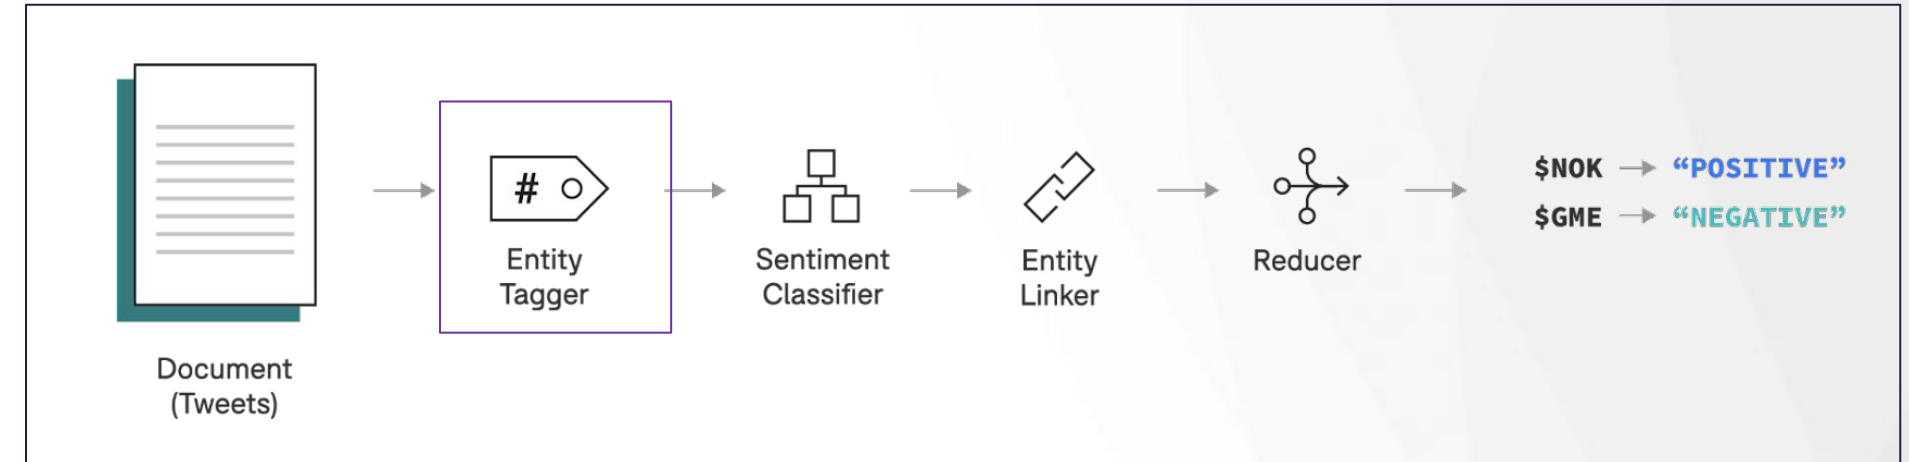 Document
(Tweets)
#
Entity
Tagger
Sentiment
Classifier
Entity
Linker
Reducer
$NOK → “POSITIVE”
$GME → “NEGATIVE”